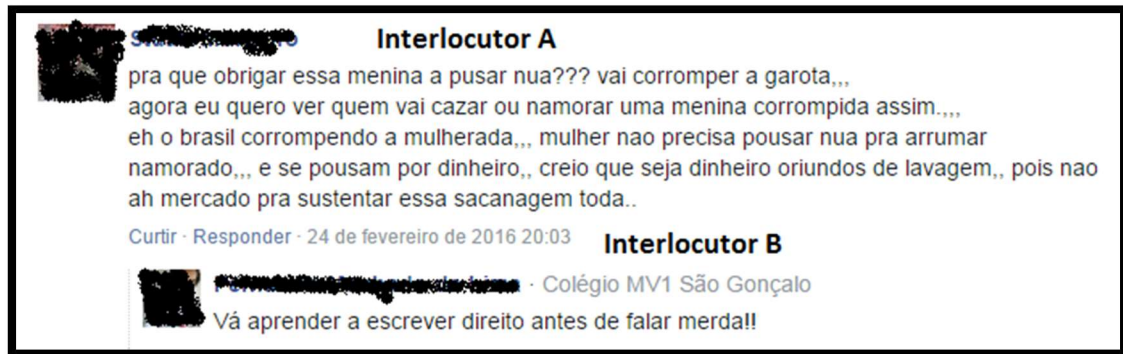 Interlocutor A
pra que obrigar essa menina a pusar nua??? vai corromper a garota,,,
agora eu quero ver quem vai cazar ou namorar uma menina corrompida assim.,,,
eh o brasil corrompendo a mulherada,,, mulher nao precisa pousar nua pra arrumar
namorado,,, e se pousam por dinheiro,, creio que seja dinheiro oriundos de lavagem,, pois nao
ah mercado pra sustentar essa sacanagem toda..
Curtir · Responder · 24 de fevereiro de 2016 20:03
Interlocutor B
· Colégio MV1 São Gonçalo
Vá aprender a escrever direito antes de falar merda!!